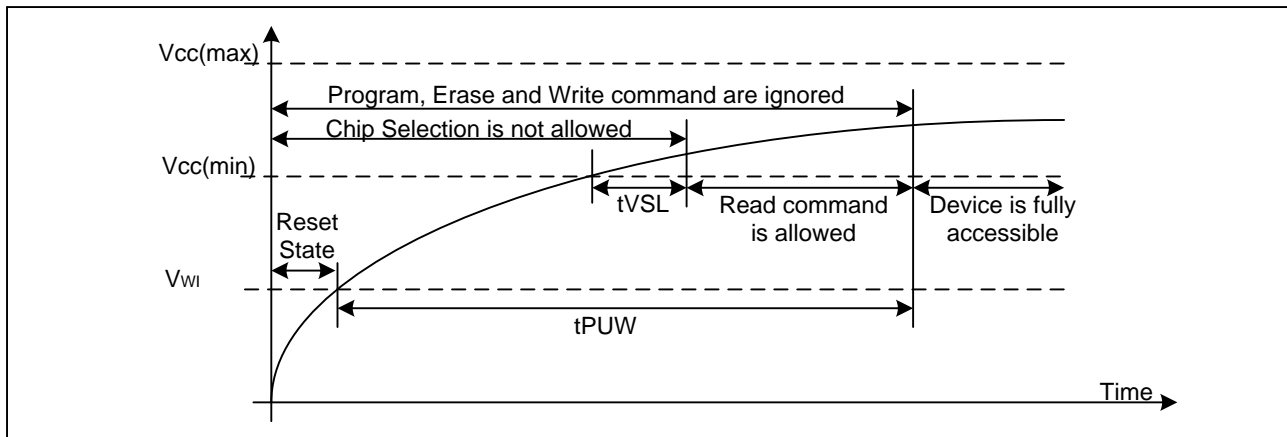 Vcc(max)
Program, Erase and Write command are ignored
Chip Selection is not allowed
Vcc(min)
tVSL
Read command
is allowed
Device is fully
accessible
Reset
State
VWI
tPUW
Time